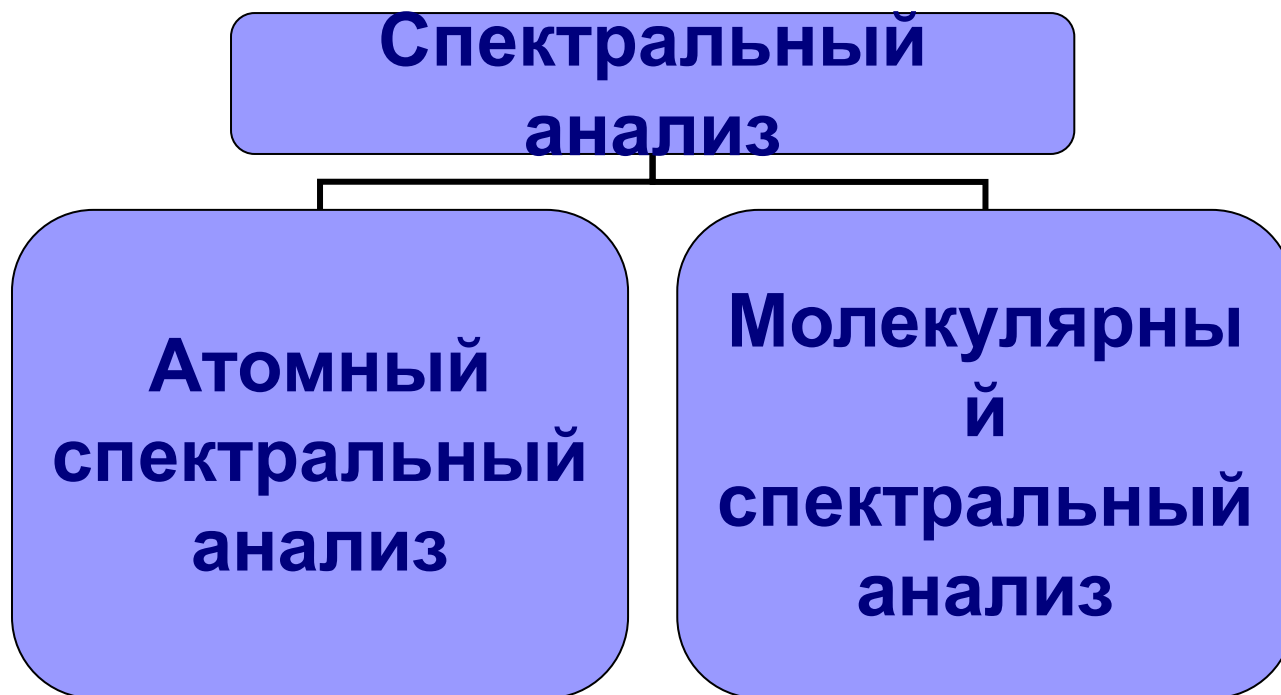 Спектральный
анализ
Атомный
спектральный
анализ
Молекулярны
й
спектральный
анализ